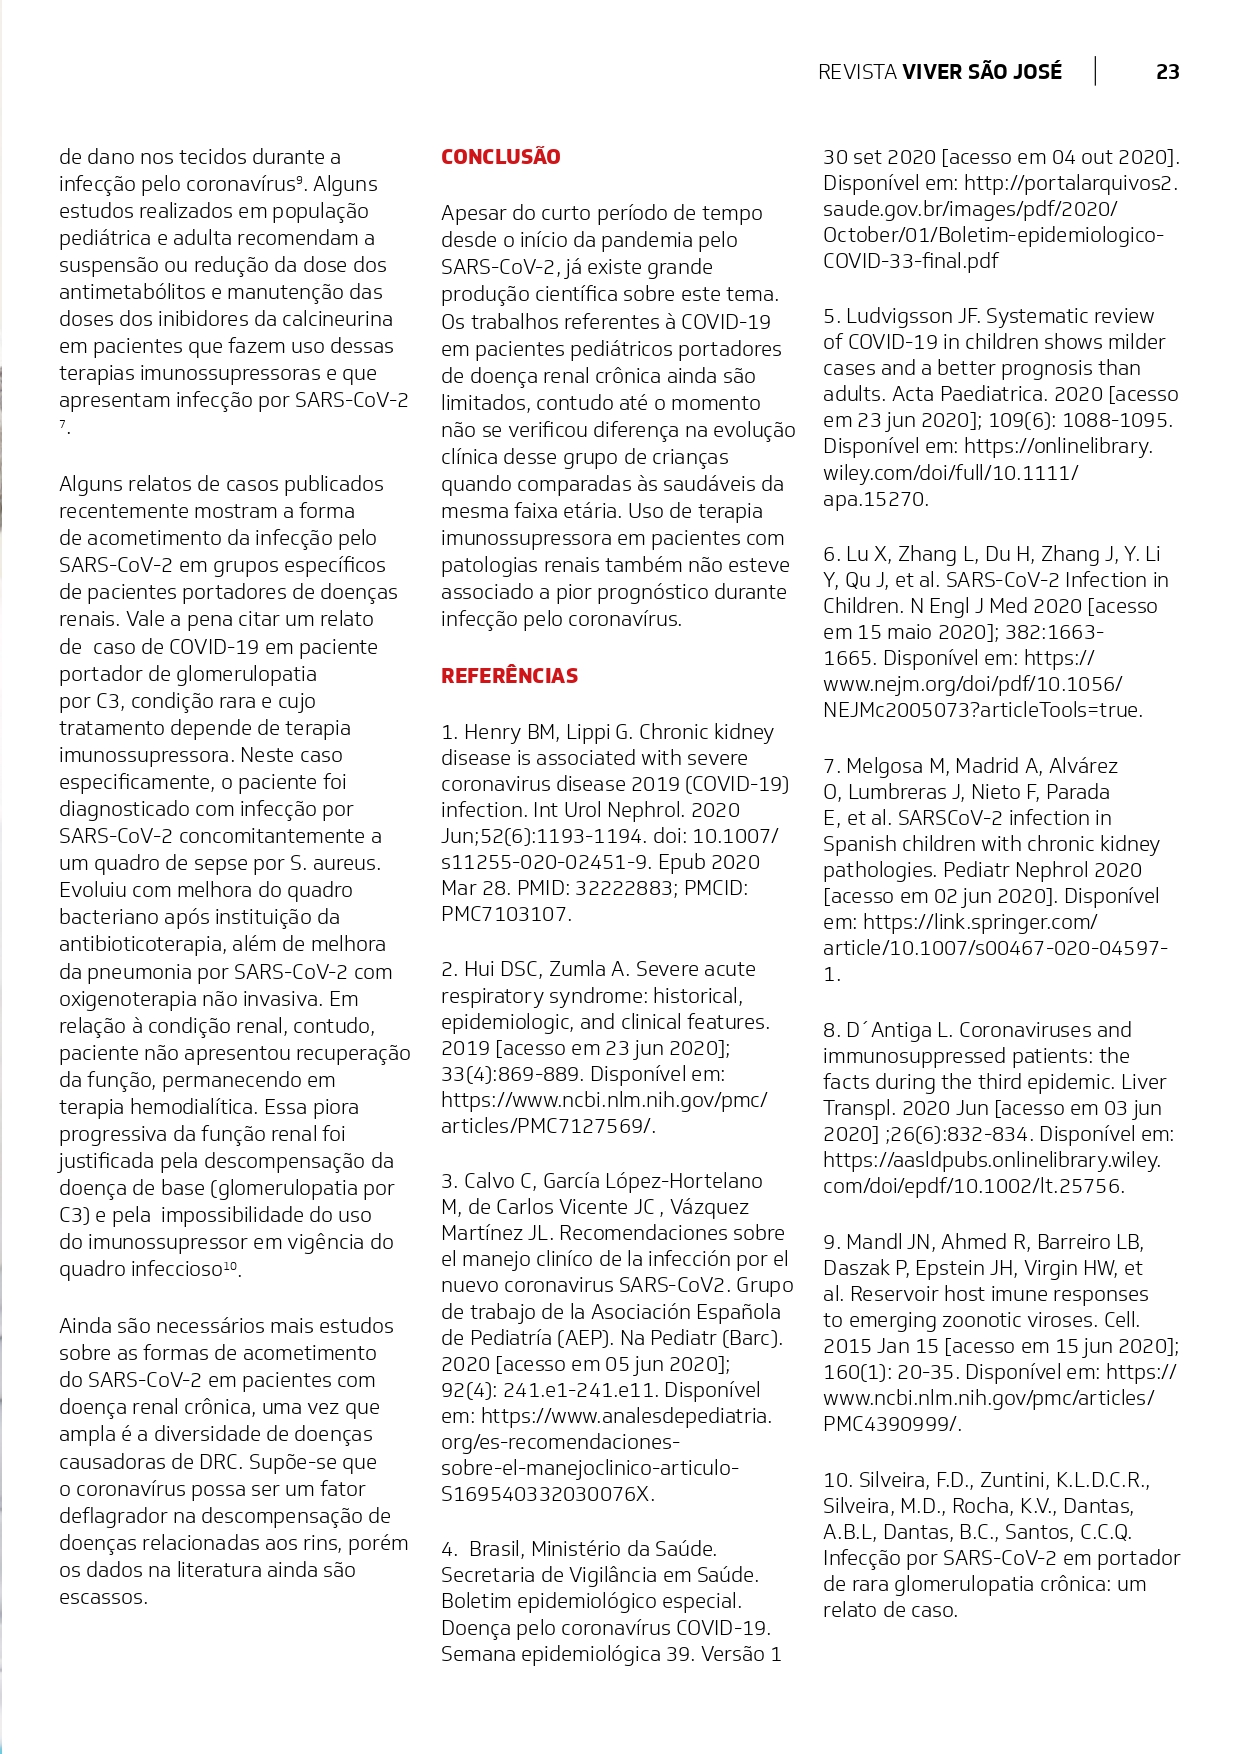 REVISTA VIVER SÃO JOSÉ | 23
de dano nos tecidos durante a
infecção pelo coronavírus⁹. Alguns
estudos realizados em população
pediátrica e adulta recomendam a
suspensão ou redução da dose dos
antimetabólitos e manutenção das
doses dos inibidores da calcineurina
em pacientes que fazem uso dessas
terapias imunossupressoras e que
apresentam infecção por SARS-CoV-2
⁷.
Alguns relatos de casos publicados
recentemente mostram a forma
de acometimento da infecção pelo
SARS-CoV-2 em grupos específicos
de pacientes portadores de doenças
renais. Vale a pena citar um relato
de  caso de COVID-19 em paciente
portador de glomerulopatia
por C3, condição rara e cujo
tratamento depende de terapia
imunossupressora. Neste caso
especificamente, o paciente foi
diagnosticado com infecção por
SARS-CoV-2 concomitantemente a
um quadro de sepse por S. aureus.
Evoluiu com melhora do quadro
bacteriano após instituição da
antibioticoterapia, além de melhora
da pneumonia por SARS-CoV-2 com
oxigenoterapia não invasiva. Em
relação à condição renal, contudo,
paciente não apresentou recuperação
da função, permanecendo em
terapia hemodialítica. Essa piora
progressiva da função renal foi
justificada pela descompensação da
doença de base (glomerulopatia por
C3) e pela  impossibilidade do uso
do imunossupressor em vigência do
quadro infeccioso¹⁰.
Ainda são necessários mais estudos
sobre as formas de acometimento
do SARS-CoV-2 em pacientes com
doença renal crônica, uma vez que
ampla é a diversidade de doenças
causadoras de DRC. Supõe-se que
o coronavírus possa ser um fator
deflagrador na descompensação de
doenças relacionadas aos rins, porém
os dados na literatura ainda são
escassos.
CONCLUSÃO
Apesar do curto período de tempo
desde o início da pandemia pelo
SARS-CoV-2, já existe grande
produção científica sobre este tema.
Os trabalhos referentes à COVID-19
em pacientes pediátricos portadores
de doença renal crônica ainda são
limitados, contudo até o momento
não se verificou diferença na evolução
clínica desse grupo de crianças
quando comparadas às saudáveis da
mesma faixa etária. Uso de terapia
imunossupressora em pacientes com
patologias renais também não esteve
associado a pior prognóstico durante
infecção pelo coronavírus.
REFERÊNCIAS
1. Henry BM, Lippi G. Chronic kidney
disease is associated with severe
coronavirus disease 2019 (COVID-19)
infection. Int Urol Nephrol. 2020
Jun;52(6):1193-1194. doi: 10.1007/
s11255-020-02451-9. Epub 2020
Mar 28. PMID: 32222883; PMCID:
PMC7103107.
2. Hui DSC, Zumla A. Severe acute
respiratory syndrome: historical,
epidemiologic, and clinical features.
2019 [acesso em 23 jun 2020];
33(4):869-889. Disponível em:
https://www.ncbi.nlm.nih.gov/pmc/
articles/PMC7127569/.
3. Calvo C, García López-Hortelano
M, de Carlos Vicente JC , Vázquez
Martínez JL. Recomendaciones sobre
el manejo cliníco de la infección por el
nuevo coronavirus SARS-CoV2. Grupo
de trabajo de la Asociación Española
de Pediatría (AEP). Na Pediatr (Barc).
2020 [acesso em 05 jun 2020];
92(4): 241.e1-241.e11. Disponível
em: https://www.analesdepediatria.
org/es-recomendaciones-
sobre-el-manejoclinico-articulo-
S169540332030076X.
4.  Brasil, Ministério da Saúde.
Secretaria de Vigilância em Saúde.
Boletim epidemiológico especial.
Doença pelo coronavírus COVID-19.
Semana epidemiológica 39. Versão 1
30 set 2020 [acesso em 04 out 2020].
Disponível em: http://portalarquivos2.
saude.gov.br/images/pdf/2020/
October/01/Boletim-epidemiologico-
COVID-33-final.pdf
5. Ludvigsson JF. Systematic review
of COVID-19 in children shows milder
cases and a better prognosis than
adults. Acta Paediatrica. 2020 [acesso
em 23 jun 2020]; 109(6): 1088-1095.
Disponível em: https://onlinelibrary.
wiley.com/doi/full/10.1111/
apa.15270.
6. Lu X, Zhang L, Du H, Zhang J, Y. Li
Y, Qu J, et al. SARS-CoV-2 Infection in
Children. N Engl J Med 2020 [acesso
em 15 maio 2020]; 382:1663-
1665. Disponível em: https://
www.nejm.org/doi/pdf/10.1056/
NEJMc2005073?articleTools=true.
7. Melgosa M, Madrid A, Alvárez
O, Lumbreras J, Nieto F, Parada
E, et al. SARSCoV-2 infection in
Spanish children with chronic kidney
pathologies. Pediatr Nephrol 2020
[acesso em 02 jun 2020]. Disponível
em: https://link.springer.com/
article/10.1007/s00467-020-04597-
1.
8. D´Antiga L. Coronaviruses and
immunosuppressed patients: the
facts during the third epidemic. Liver
Transpl. 2020 Jun [acesso em 03 jun
2020] ;26(6):832-834. Disponível em:
https://aasldpubs.onlinelibrary.wiley.
com/doi/epdf/10.1002/lt.25756.
9. Mandl JN, Ahmed R, Barreiro LB,
Daszak P, Epstein JH, Virgin HW, et
al. Reservoir host imune responses
to emerging zoonotic viroses. Cell.
2015 Jan 15 [acesso em 15 jun 2020];
160(1): 20-35. Disponível em: https://
www.ncbi.nlm.nih.gov/pmc/articles/
PMC4390999/.
10. Silveira, F.D., Zuntini, K.L.D.C.R.,
Silveira, M.D., Rocha, K.V., Dantas,
A.B.L, Dantas, B.C., Santos, C.C.Q.
Infecção por SARS-CoV-2 em portador
de rara glomerulopatia crônica: um
relato de caso.